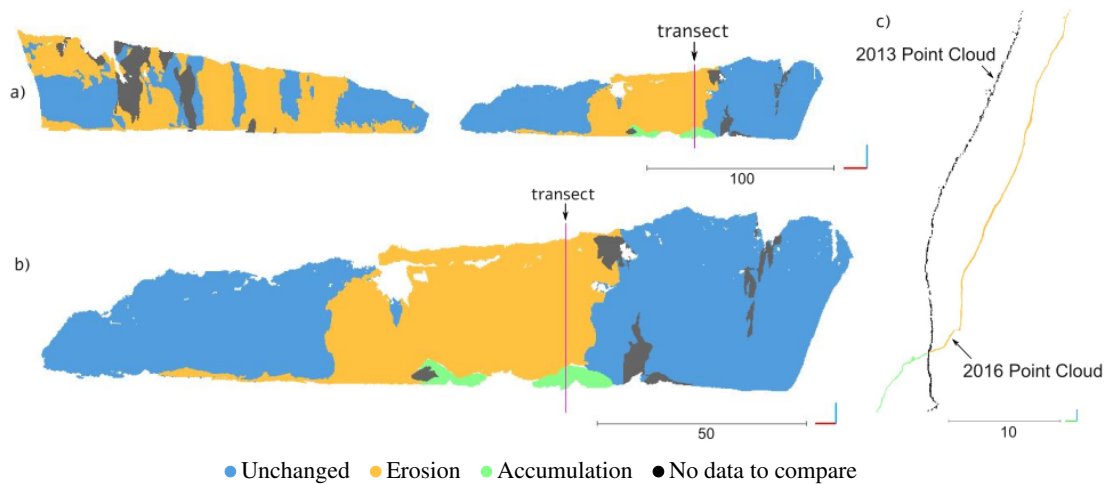 transect
c)
2013 Point Cloud
a)
100
transect
b)
2016 Point Cloud
50
10
Unchanged Erosion Accumulation No data to compare